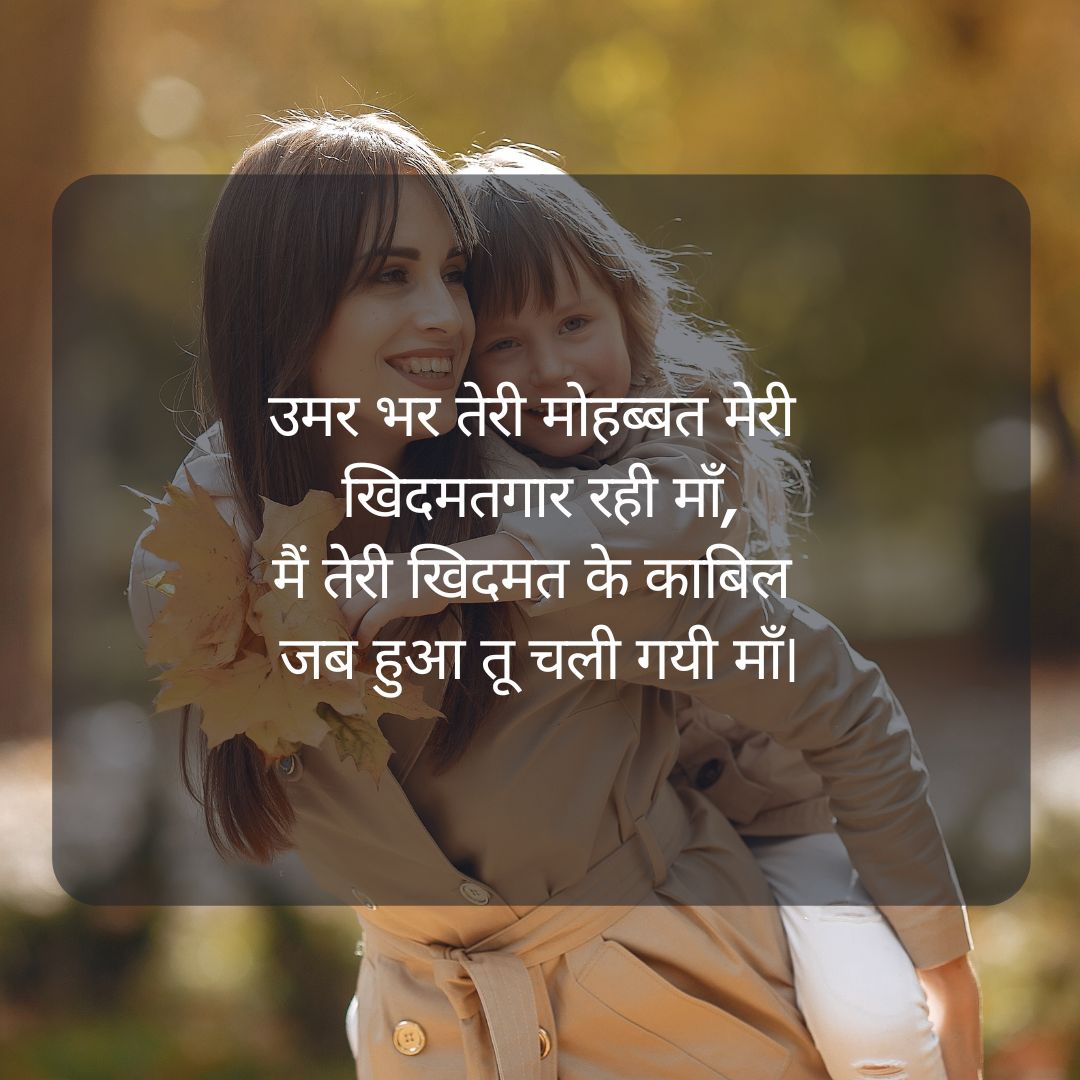 उमर भर तेरी मोहब्बत मेरी
खिदमतगार रही माँ,
मैं तेरी खिदमत के काबिल
जब हुआ तू चली गयी माँ|